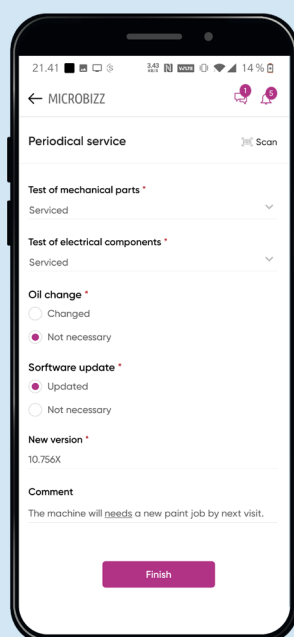 21.41 3,43 KB/S VoLTE 14 %
← MICROBIZZ 1 5
Periodical service Scan
Test of mechanical parts *
Serviced
Test of electrical components *
Serviced
Oil change *
Changed
Not necessary
Sorftware update *
Updated
Not necessary
New version *
10.756X
Comment
The machine will needs a new paint job by next visit.
Finish